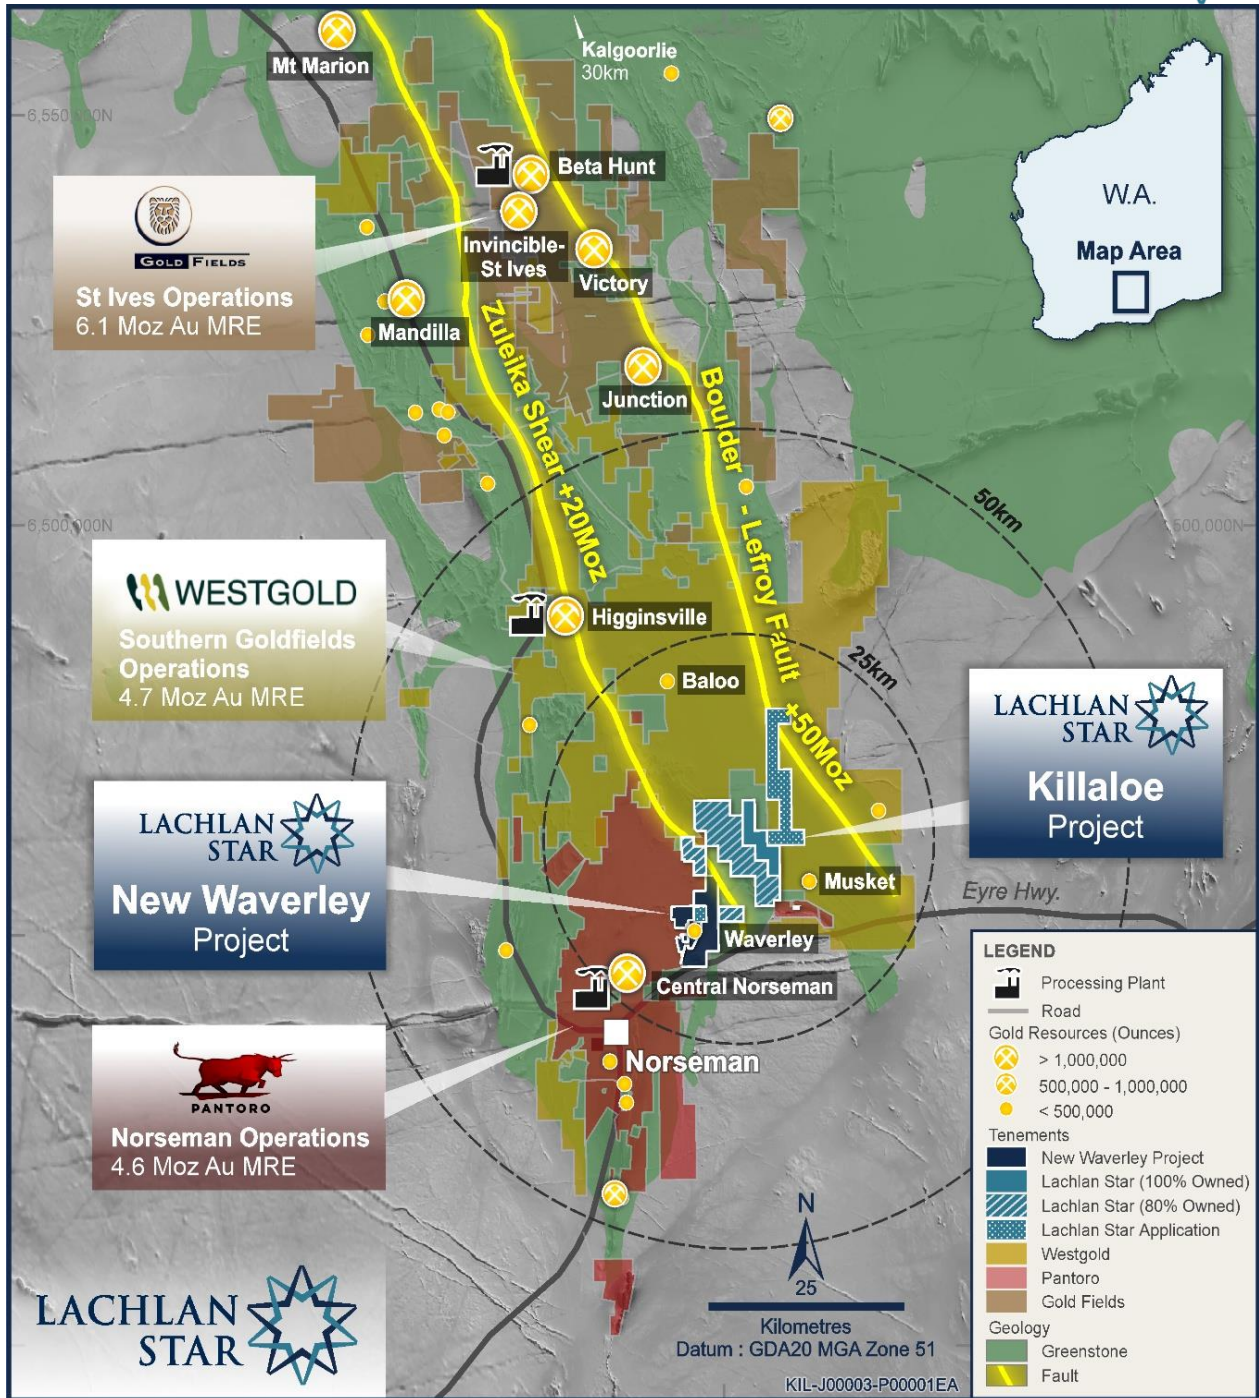 Kalgoorlie
30km
Mt Marion
6,550,000N
Beta Hunt
W.A.
Map Area
GOLD FIELDS
St Ives Operations
6.1 Moz Au MRE
Invincible-
St Ives
Victory
Mandilla
Zuleika Shear +20Moz
Junction
Boulder - Lefroy Fault +50Moz
50km
6,500,000N
500,000N
WESTGOLD
Southern Goldfields
Operations
4.7 Moz Au MRE
Higginsville
25km
Baloo
LACHLAN
STAR
Killaloe
Project
LACHLAN
STAR
New Waverley
Project
Musket
Eyre Hwy.
Waverley
Central Norseman
Norseman
PANTORO
Norseman Operations
4.6 Moz Au MRE
LEGEND
Processing Plant
Road
Gold Resources (Ounces)
> 1,000,000
500,000 - 1,000,000
< 500,000
Tenements
New Waverley Project
Lachlan Star (100% Owned)
Lachlan Star (80% Owned)
Lachlan Star Application
Westgold
Pantoro
Gold Fields
Geology
Greenstone
Fault
N
25
Kilometres
Datum : GDA20 MGA Zone 51
KIL-J00003-P00001EA
LACHLAN
STAR